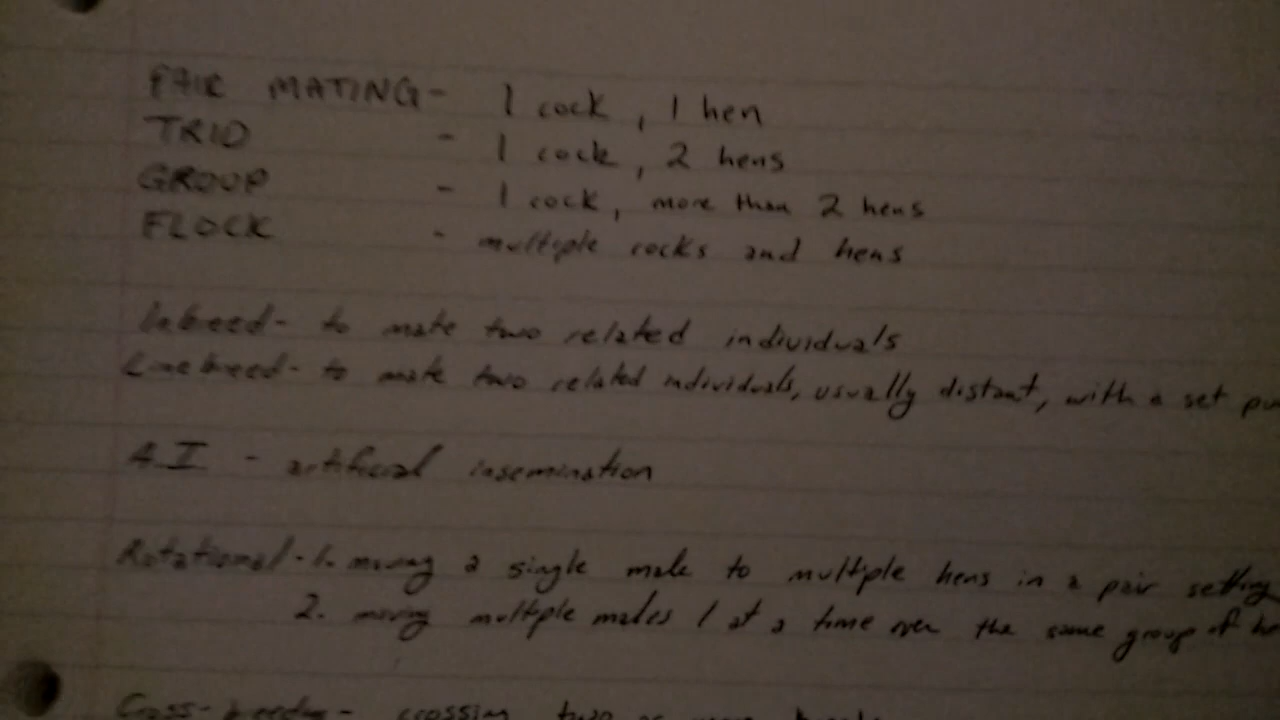 PAIR MATING - 1 cock, 1 hen
TRIO - 1 cock, 2 hens
GROUP - 1 cock, more than 2 hens
FLOCK - multiple cocks and hens
Inbreed - to mate two related individuals
Linebreed - to mate two related individuals, usually distant, with a set
A.I - artificial insemination
Rotational - 1. moving a single male to multiple hens in a pair setting
2. moving multiple males 1 at a time over the same group of
Cross-breeding - crossing two or more